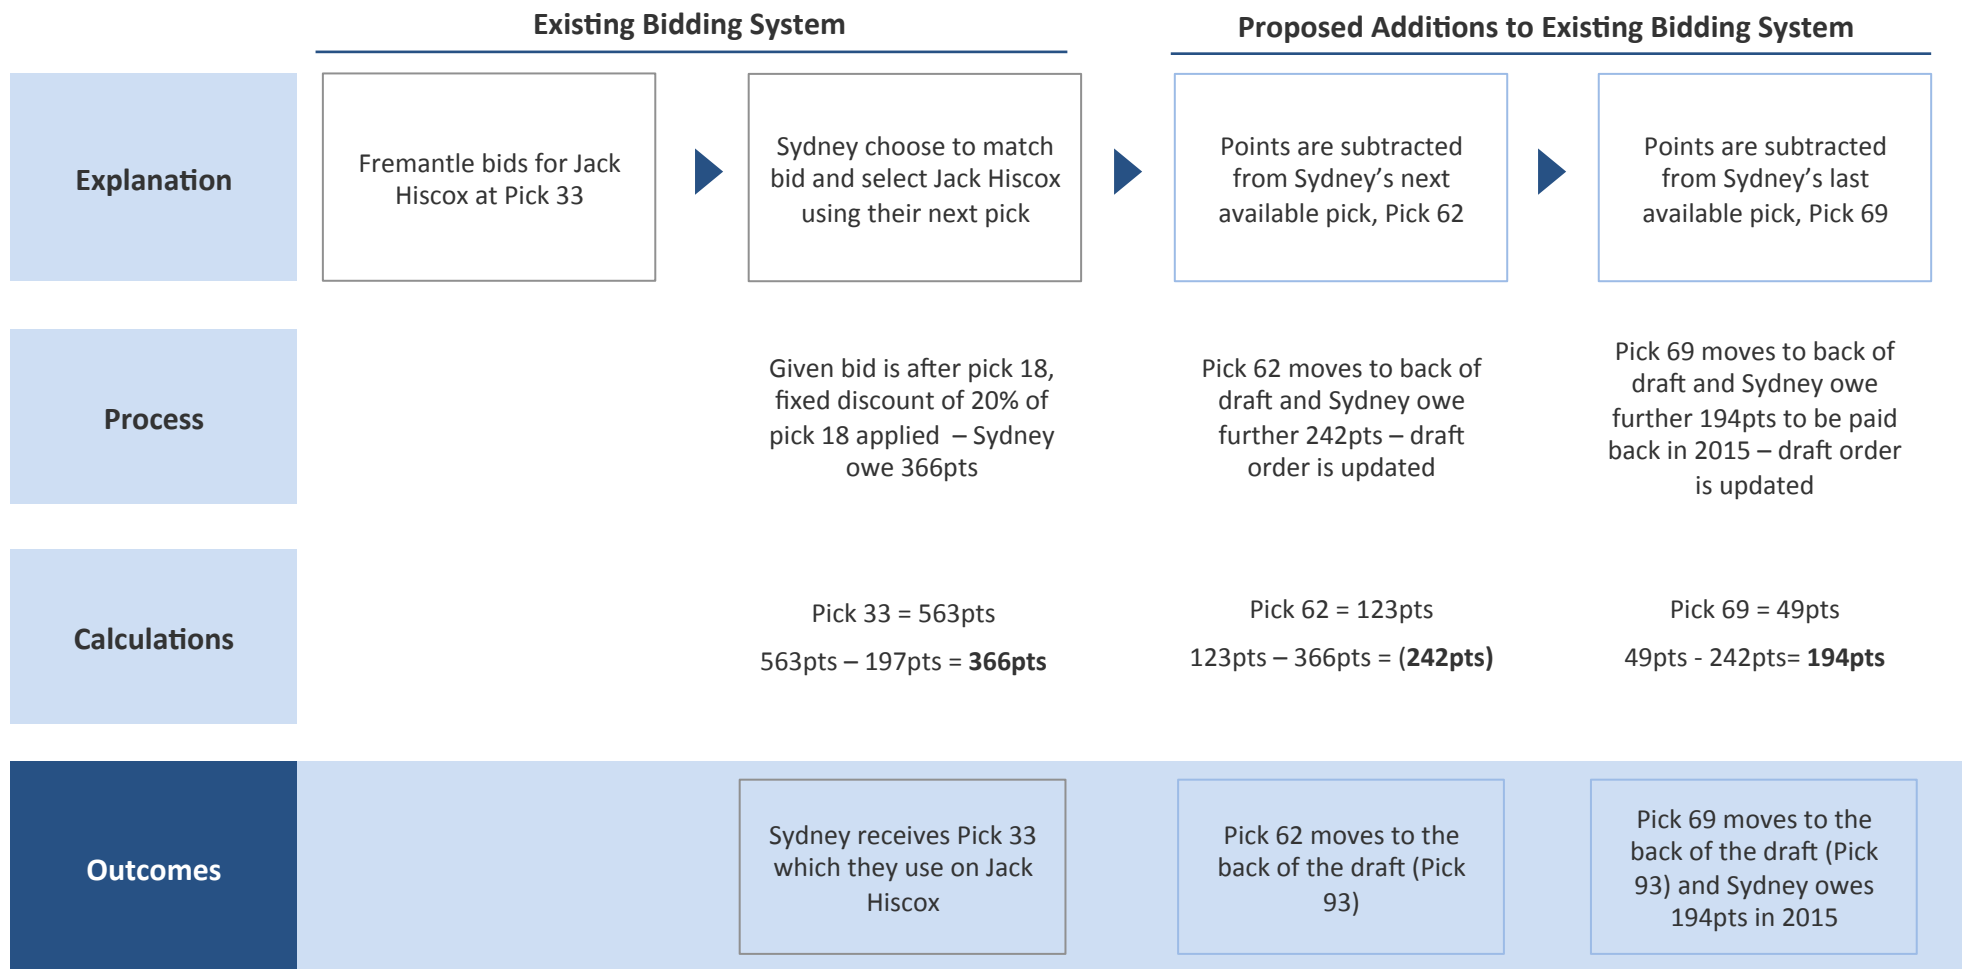 Existing Bidding System
Proposed Additions to Existing Bidding System
Explanation
Fremantle bids for Jack
Hiscox at Pick 33
Sydney choose to match
bid and select Jack Hiscox
using their next pick
Points are subtracted
from Sydney’s next
available pick, Pick 62
Points are subtracted
from Sydney’s last
available pick, Pick 69
Process
Given bid is after pick 18,
fixed discount of 20% of
pick 18 applied – Sydney
owe 366pts
Pick 62 moves to back of
draft and Sydney owe
further 242pts – draft
order is updated
Pick 69 moves to back of
draft and Sydney owe
further 194pts to be paid
back in 2015 – draft order
is updated
Calculations
Pick 33 = 563pts
563pts – 197pts = 366pts
Pick 62 = 123pts
123pts – 366pts = (242pts)
Pick 69 = 49pts
49pts - 242pts= 194pts
Outcomes
Sydney receives Pick 33
which they use on Jack
Hiscox
Pick 62 moves to the
back of the draft (Pick
93)
Pick 69 moves to the
back of the draft (Pick
93) and Sydney owes
194pts in 2015